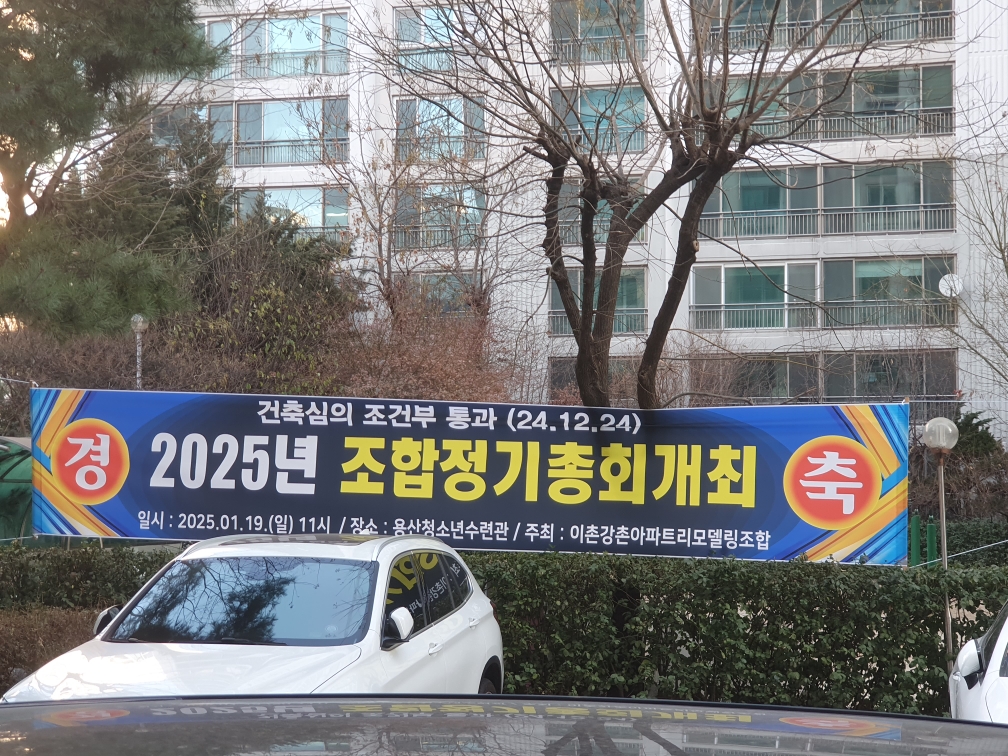 건축심의 조건부 통과 (24.12.24)
경 2025년 조합정기총회개최 축
일시 : 2025.01.19.(일) 11시 / 장소 : 용산청소년수련관 / 주최 : 이촌강촌아파트리모델링조합